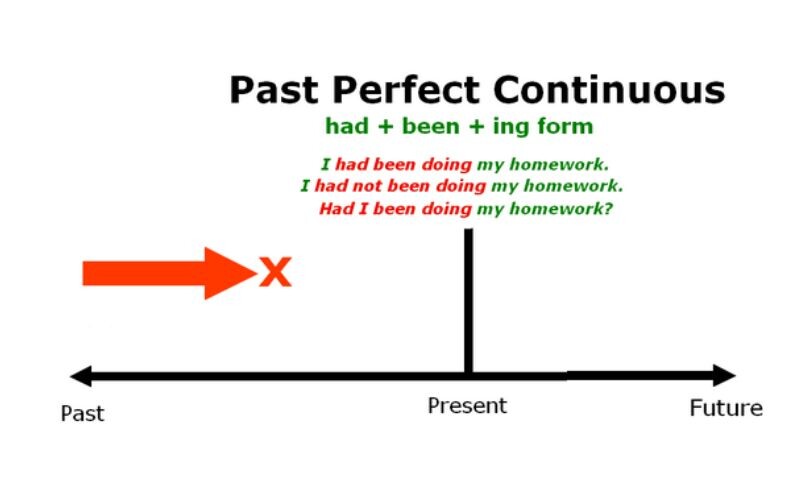 Past Perfect Continuous
had + been + ing form
I had been doing my homework.
I had not been doing my homework.
Had I been doing my homework?
X
Past
Present
Future